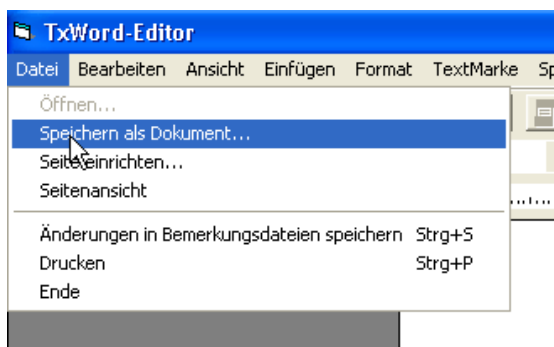 TxWord-Editor
Datei Bearbeiten Ansicht Einfügen Format TextMarke Sp
Öffnen...
Speichern als Dokument...
Seite einrichten...
Seitenansicht
Änderungen in Bemerkungsdateien speichern Strg+S
Drucken Strg+P
Ende